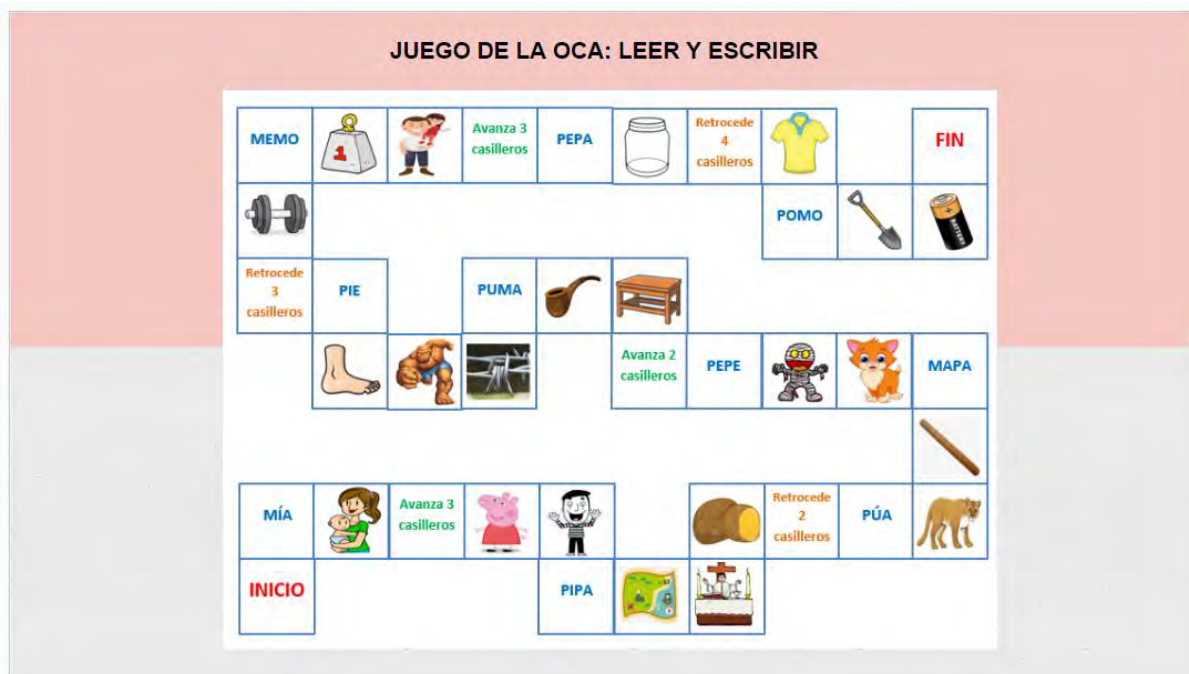 JUEGO DE LA OCA: LEER Y ESCRIBIR
MEMO
1
Avanza 3
casilleros
PEPA
Retrocede
4
casilleros
FIN
POMO
BATTERY
Retrocede
3
casilleros
PIE
PUMA
Avanza 2
casilleros
PEPE
MAPA
MÍA
Avanza 3
casilleros
Retrocede
2
casilleros
PÚA
INICIO
PIPA